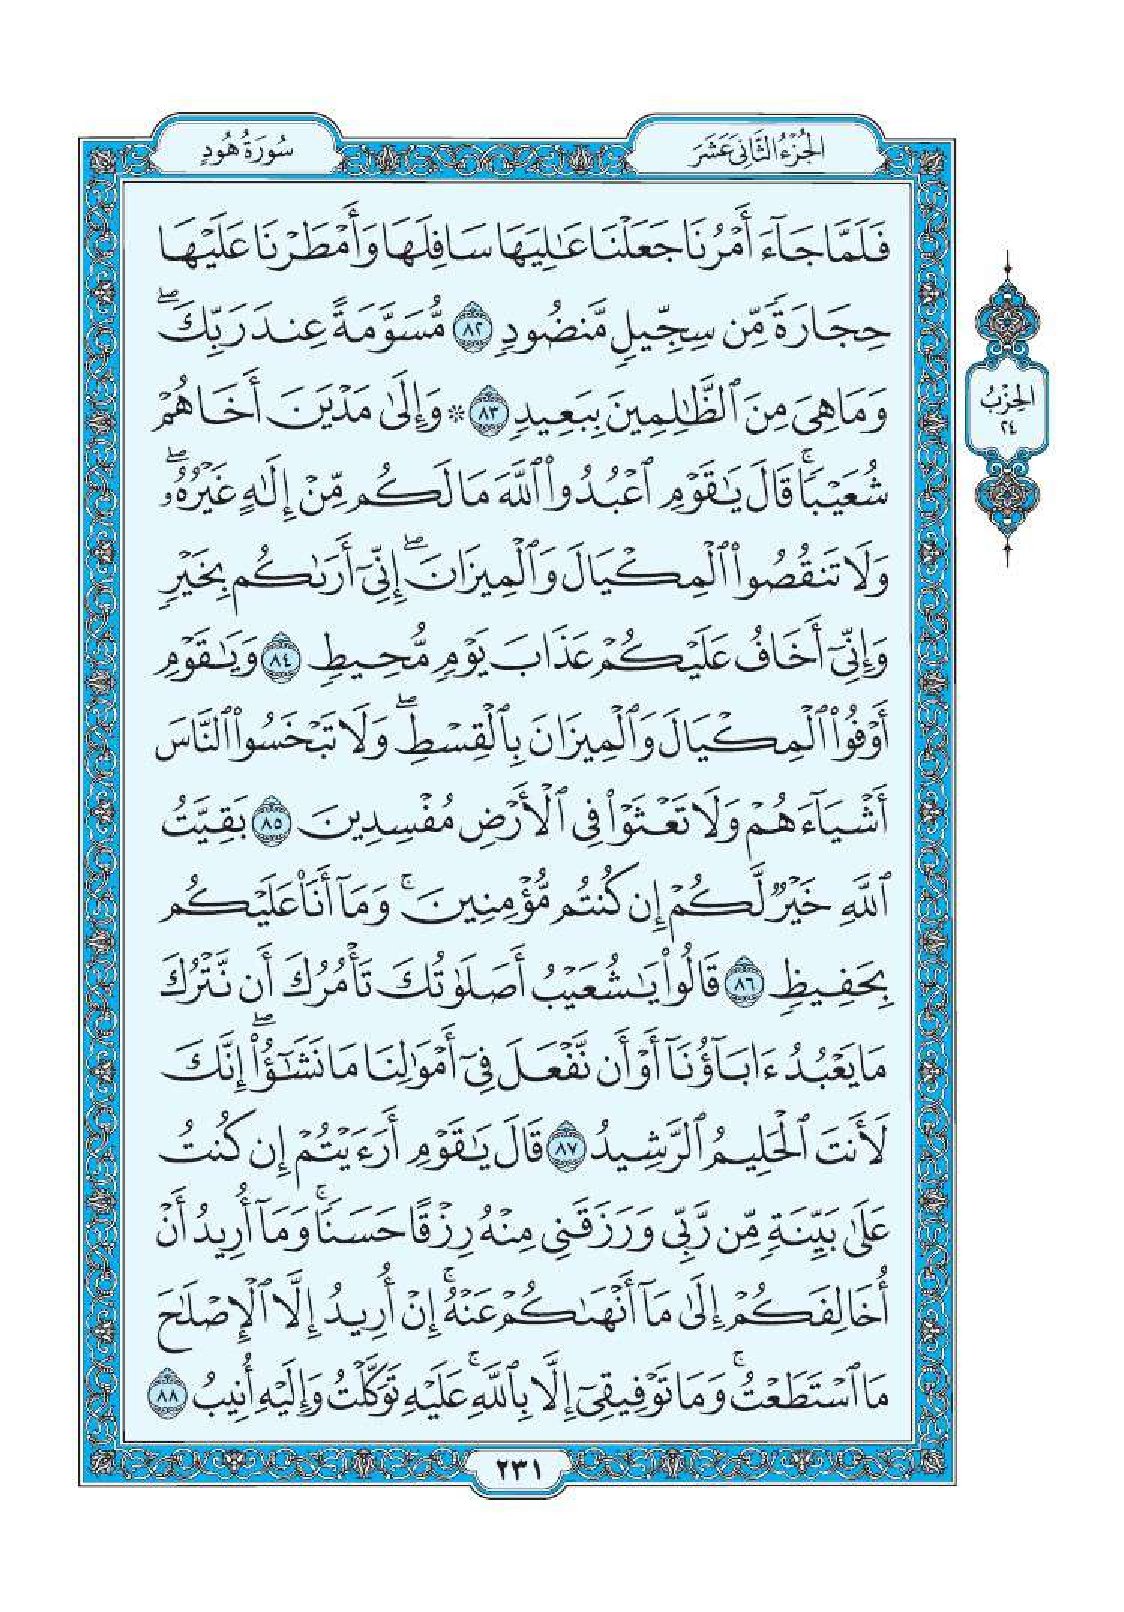 الجُزْءُ الثَّانِي عَشَرَ
سُورَةُ هُودٍ
فَلَمَّا جَآءَ أَمْرُنَا جَعَلْنَا عَٰلِيَهَا سَافِلَهَا وَأَمْطَرْنَا عَلَيْهَا
حِجَارَةً مِّن سِجِّيلٍ مَّنضُودٍ ٨٢ مُّسَوَّمَةً عِندَ رَبِّكَۖ
وَمَا هِيَ مِنَ ٱلظَّٰلِمِينَ بِبَعِيدٍ ٨٣ ۞ وَإِلَىٰ مَدْيَنَ أَخَاهُمْ
شُعَيْبًاۚ قَالَ يَٰقَوْمِ ٱعْبُدُوا۟ ٱللَّهَ مَا لَكُم مِّنْ إِلَٰهٍ غَيْرُهُۥۖ
وَلَا تَنقُصُوا۟ ٱلْمِكْيَالَ وَٱلْمِيزَانَۖ إِنِّىٓ أَرَىٰكُم بِخَيْرٍ
وَإِنِّىٓ أَخَافُ عَلَيْكُمْ عَذَابَ يَوْمٍ مُّحِيطٍ ٨٤ وَيَٰقَوْمِ
أَوْفُوا۟ ٱلْمِكْيَالَ وَٱلْمِيزَانَ بِٱلْقِسْطِۖ وَلَا تَبْخَسُوا۟ ٱلنَّاسَ
أَشْيَآءَهُمْ وَلَا تَعْثَوْا۟ فِى ٱلْأَرْضِ مُفْسِدِينَ ٨٥ بَقِيَّتُ
ٱللَّهِ خَيْرٌ لَّكُمْ إِن كُنتُم مُّؤْمِنِينَۚ وَمَآ أَنَا۠ عَلَيْكُم
بِحَفِيظٍ ٨٦ قَالُوا۟ يَٰشُعَيْبُ أَصَلَوٰتُكَ تَأْمُرُكَ أَن نَّتْرُكَ
مَا يَعْبُدُ ءَابَآؤُنَآ أَوْ أَن نَّفْعَلَ فِىٓ أَمْوَٰلِنَا مَا نَشَٰٓؤُا۟ۖ إِنَّكَ
لَأَنتَ ٱلْحَلِيمُ ٱلرَّشِيدُ ٨٧ قَالَ يَٰقَوْمِ أَرَءَيْتُمْ إِن كُنتُ
عَلَىٰ بَيِّنَةٍ مِّن رَّبِّى وَرَزَقَنِى مِنْهُ رِزْقًا حَسَنًاۚ وَمَآ أُرِيدُ أَنْ
أُخَالِفَكُمْ إِلَىٰ مَآ أَنْهَىٰكُمْ عَنْهُۚ إِنْ أُرِيدُ إِلَّا ٱلْإِصْلَٰحَ
مَا ٱسْتَطَعْتُۚ وَمَا تَوْفِيقِىٓ إِلَّا بِٱللَّهِۚ عَلَيْهِ تَوَكَّلْتُ وَإِلَيْهِ أُنِيبُ ٨٨
الحِزْبُ
٢٤
٢٣١